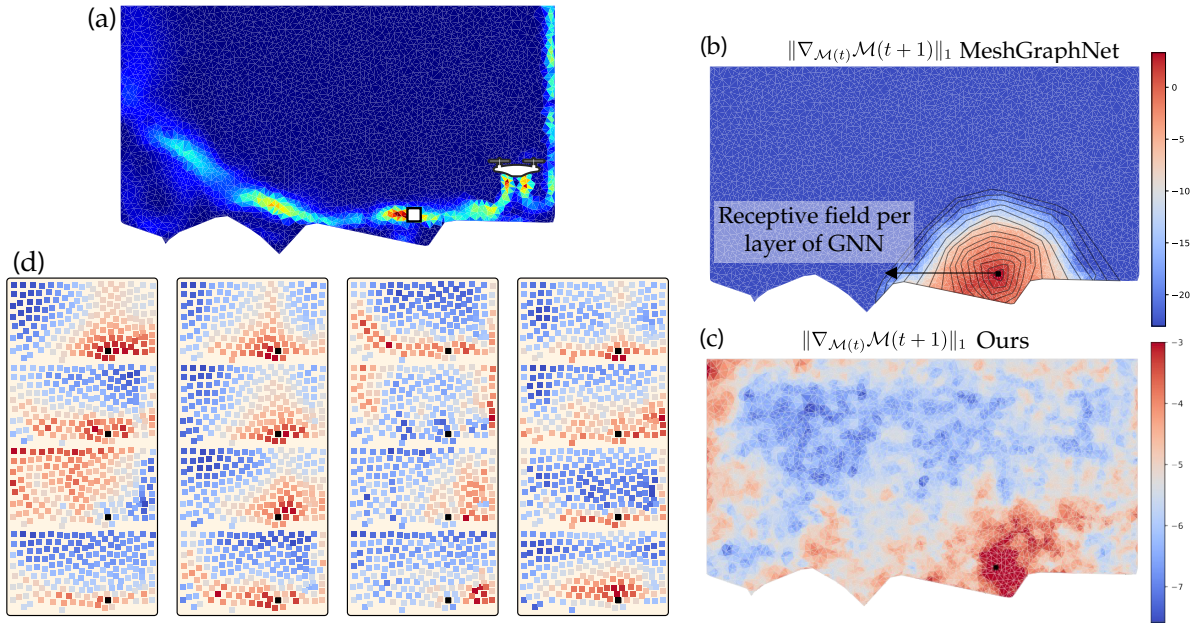 (a)
(b)
‖∇_{ℳ(t)}ℳ(t + 1)‖₁ MeshGraphNet
0
−5
−10
−15
−20
Receptive field per
layer of GNN
(d)
(c)
‖∇_{ℳ(t)}ℳ(t + 1)‖₁ Ours
−3
−4
−5
−6
−7